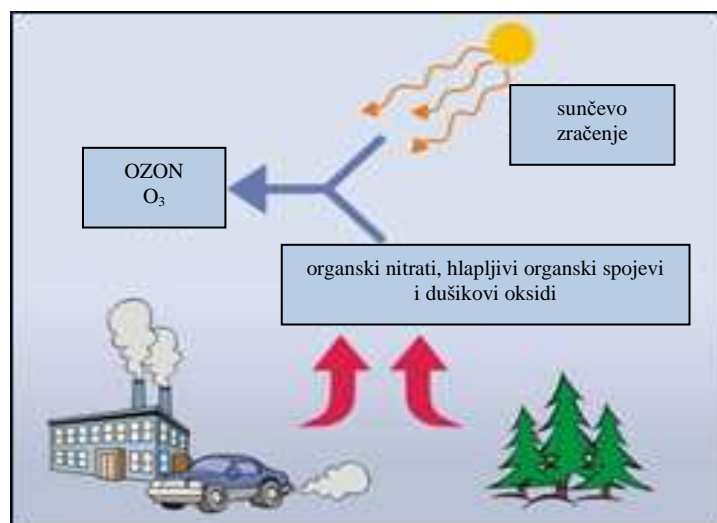 sunčevo
zračenje
OZON
O₃
organski nitrati, hlapljivi organski spojevi
i dušikovi oksidi